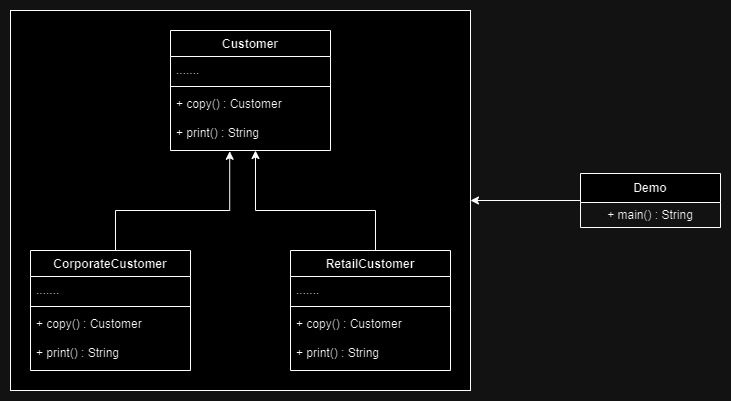 Customer
.......
+ copy() : Customer
+ print() : String
Demo
+ main() : String
CorporateCustomer
.......
+ copy() : Customer
+ print() : String
RetailCustomer
.......
+ copy() : Customer
+ print() : String